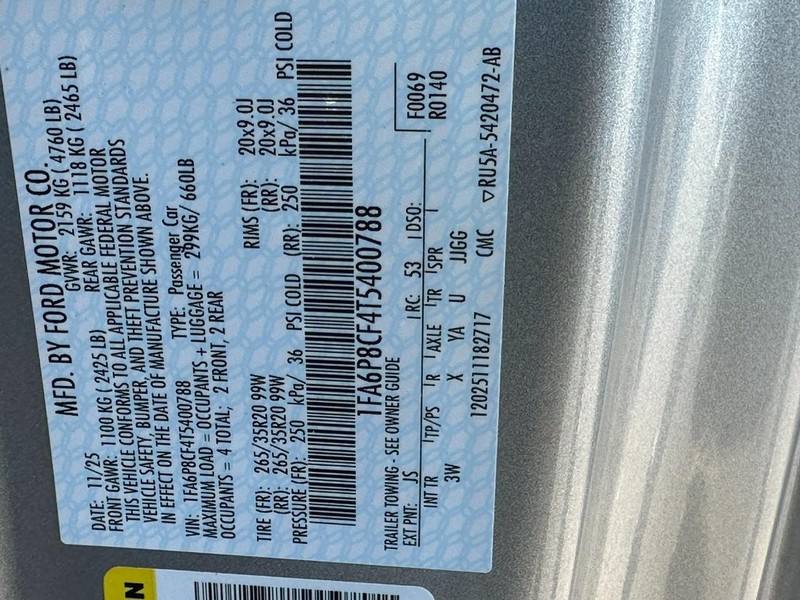 MFD. BY FORD MOTOR CO.
DATE: 11/25 GVWR: 2159 KG ( 4760 LB)
FRONT GAWR: 1100 KG ( 2425 LB) REAR GAWR: 1118 KG ( 2465 LB)
THIS VEHICLE CONFORMS TO ALL APPLICABLE FEDERAL MOTOR
VEHICLE SAFETY, BUMPER, AND THEFT PREVENTION STANDARDS
IN EFFECT ON THE DATE OF MANUFACTURE SHOWN ABOVE.
VIN: 1FA6P8CF4T5400788 TYPE: Passenger Car
MAXIMUM LOAD = OCCUPANTS + LUGGAGE = 299KG/ 660LB
OCCUPANTS = 4 TOTAL; 2 FRONT, 2 REAR
TIRE (FR): 265/35R20 99W RIMS (FR): 20x9.0J
(RR): 265/35R20 99W (RR): 20x9.0J
PRESSURE (FR): 250 kPa/ 36 PSI COLD (RR): 250 kPa/ 36 PSI COLD
1FA6P8CF4T5400788
TRAILER TOWING - SEE OWNER GUIDE
F0069
R0140
EXT PNT: JS RC: 53 DSO:
INT TR TP/PS R AXLE TR SPR
3W X YA U JJGG
12025111182717 CMC ▽RU5A-5420472-AB
N